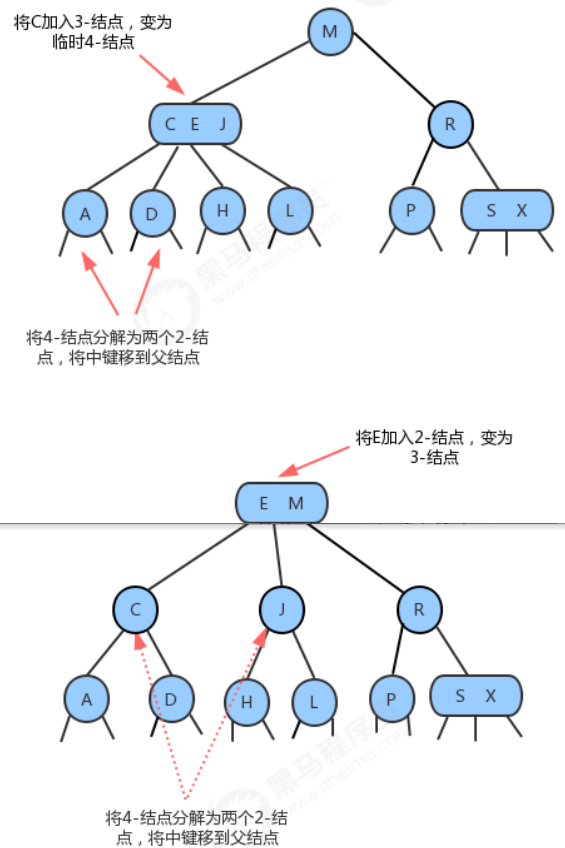 将C加入3-结点，变为
临时4-结点
M
C E J
R
A D H L P S X
将4-结点分解为两个2-结
点，将中键移到父结点
黑马程序员
www.itheima.com
将E加入2-结点，变为
3-结点
E M
C J R
A D H L P S X
将4-结点分解为两个2-结
点，将中键移到父结点
黑马程序员
www.itheima.com